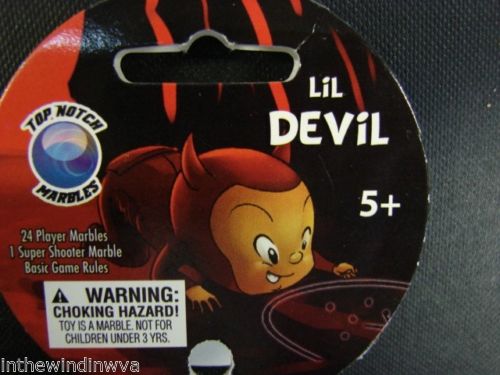 LiL
DEViL
TOP NOTCH
MARBLES
5+
24 Player Marbles
1 Super Shooter Marble
Basic Game Rules
WARNING:
CHOKING HAZARD!
TOY IS A MARBLE. NOT FOR
CHILDREN UNDER 3 YRS.
inthewindinwva